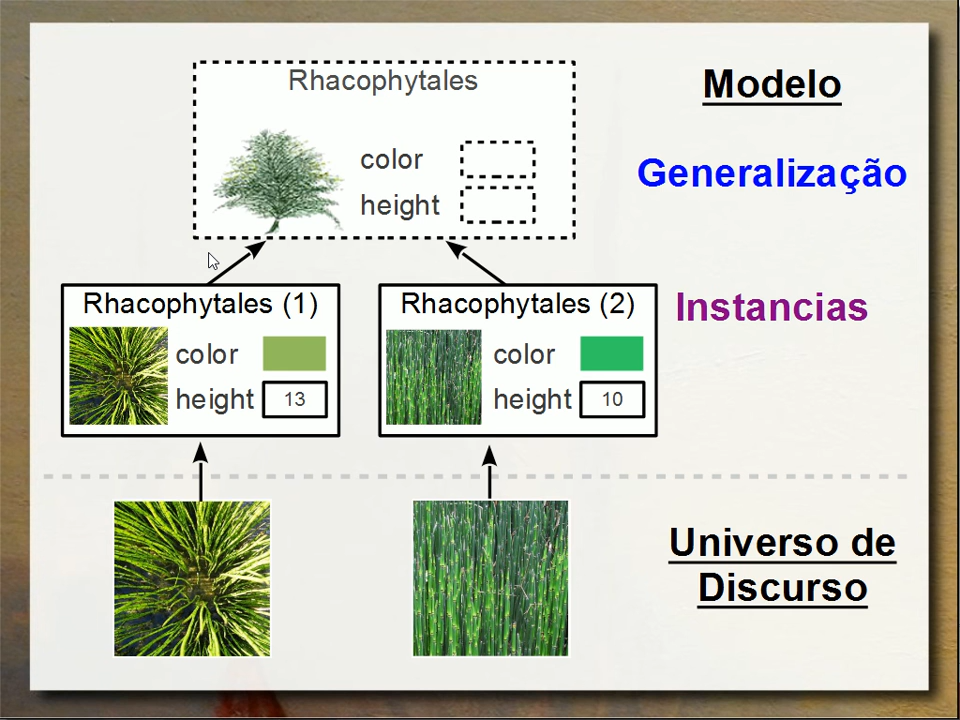 Rhacophytales
color
height
Modelo
Generalização
Rhacophytales (1)
color
height 13
Rhacophytales (2)
color
height 10
Instancias
Universo de
Discurso